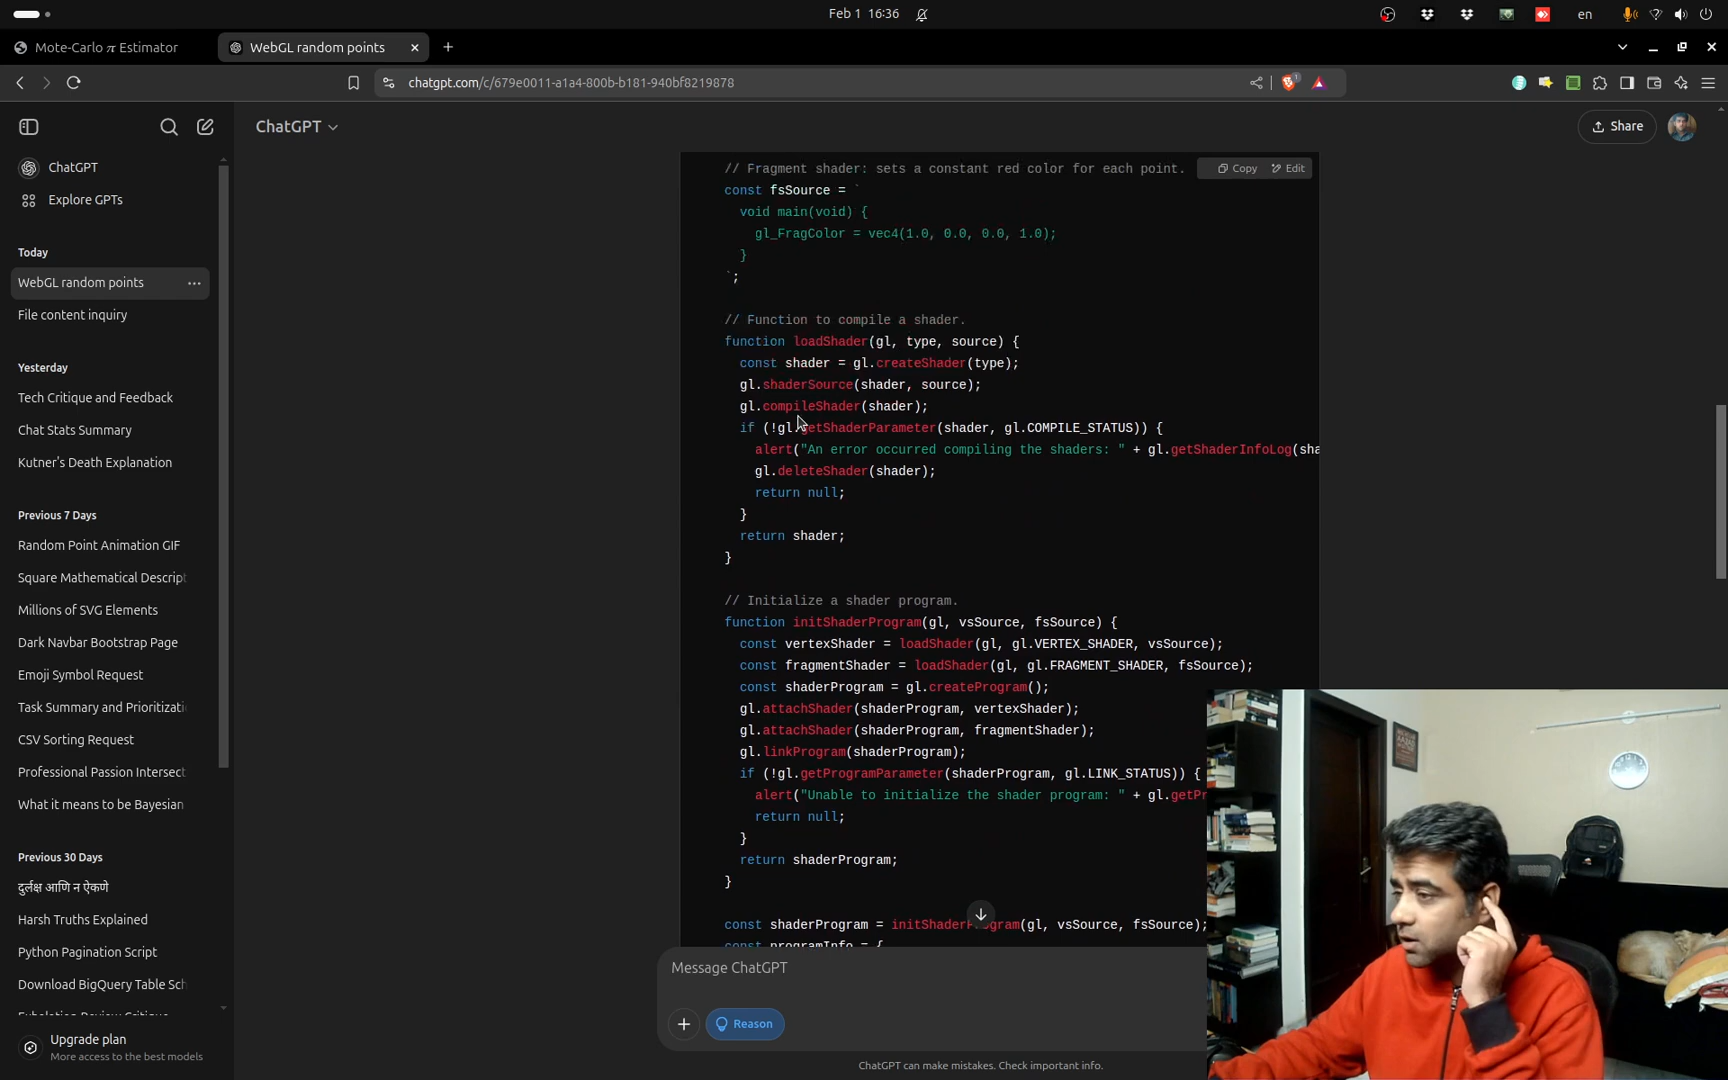 Feb 1 16:36
en
Mote-Carlo π Estimator
WebGL random points
chatgpt.com/c/679e0011-a1a4-800b-b181-940bf8219878
1
ChatGPT
Explore GPTs
Today
WebGL random points
File content inquiry
Yesterday
Tech Critique and Feedback
Chat Stats Summary
Kutner's Death Explanation
Previous 7 Days
Random Point Animation GIF
Square Mathematical Descript
Millions of SVG Elements
Dark Navbar Bootstrap Page
Emoji Symbol Request
Task Summary and Prioritizati
CSV Sorting Request
Professional Passion Intersect
What it means to be Bayesian
Previous 30 Days
दुर्लक्ष आणि न ऐकणे
Harsh Truths Explained
Python Pagination Script
Download BigQuery Table Sch
Upgrade plan
More access to the best models
ChatGPT
Share
Copy Edit
// Fragment shader: sets a constant red color for each point.
const fsSource = `
void main(void) {
gl_FragColor = vec4(1.0, 0.0, 0.0, 1.0);
}
`;
// Function to compile a shader.
function loadShader(gl, type, source) {
const shader = gl.createShader(type);
gl.shaderSource(shader, source);
gl.compileShader(shader);
if (!gl.getShaderParameter(shader, gl.COMPILE_STATUS)) {
alert("An error occurred compiling the shaders: " + gl.getShaderInfoLog(sha
gl.deleteShader(shader);
return null;
}
return shader;
}
// Initialize a shader program.
function initShaderProgram(gl, vsSource, fsSource) {
const vertexShader = loadShader(gl, gl.VERTEX_SHADER, vsSource);
const fragmentShader = loadShader(gl, gl.FRAGMENT_SHADER, fsSource);
const shaderProgram = gl.createProgram();
gl.attachShader(shaderProgram, vertexShader);
gl.attachShader(shaderProgram, fragmentShader);
gl.linkProgram(shaderProgram);
if (!gl.getProgramParameter(shaderProgram, gl.LINK_STATUS)) {
alert("Unable to initialize the shader program: " + gl.getPr
return null;
}
return shaderProgram;
}
const shaderProgram = initShaderProgram(gl, vsSource, fsSource);
const programInfo = {
Message ChatGPT
Reason
ChatGPT can make mistakes. Check important info.